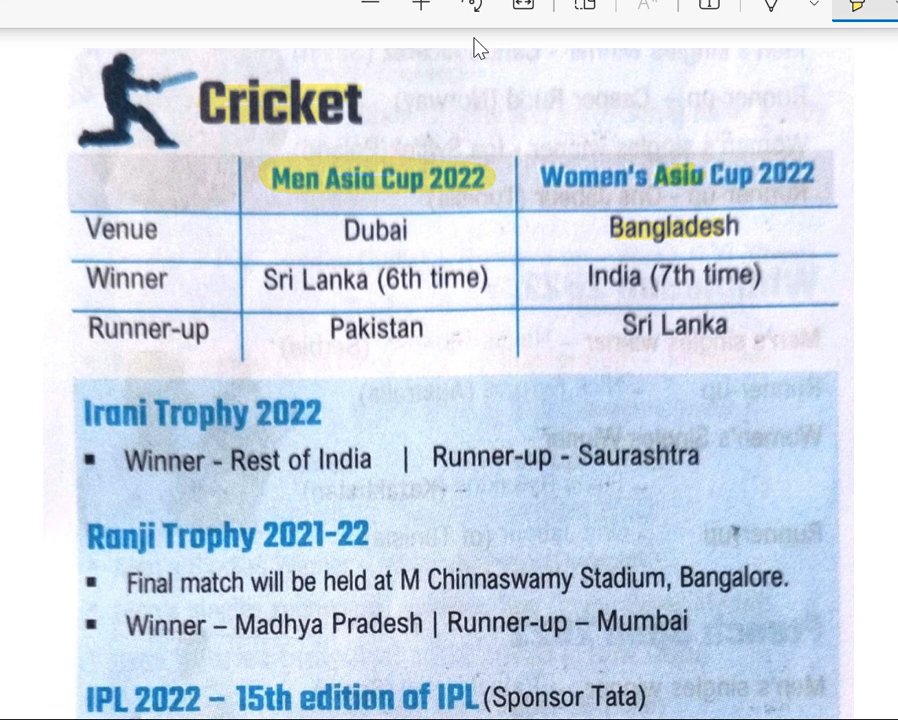 Cricket
Men Asia Cup 2022 Women's Asia Cup 2022
Venue Dubai Bangladesh
Winner Sri Lanka (6th time) India (7th time)
Runner-up Pakistan Sri Lanka
Irani Trophy 2022
▪ Winner - Rest of India | Runner-up - Saurashtra
Ranji Trophy 2021-22
▪ Final match will be held at M Chinnaswamy Stadium, Bangalore.
▪ Winner – Madhya Pradesh | Runner-up – Mumbai
IPL 2022 – 15th edition of IPL (Sponsor Tata)